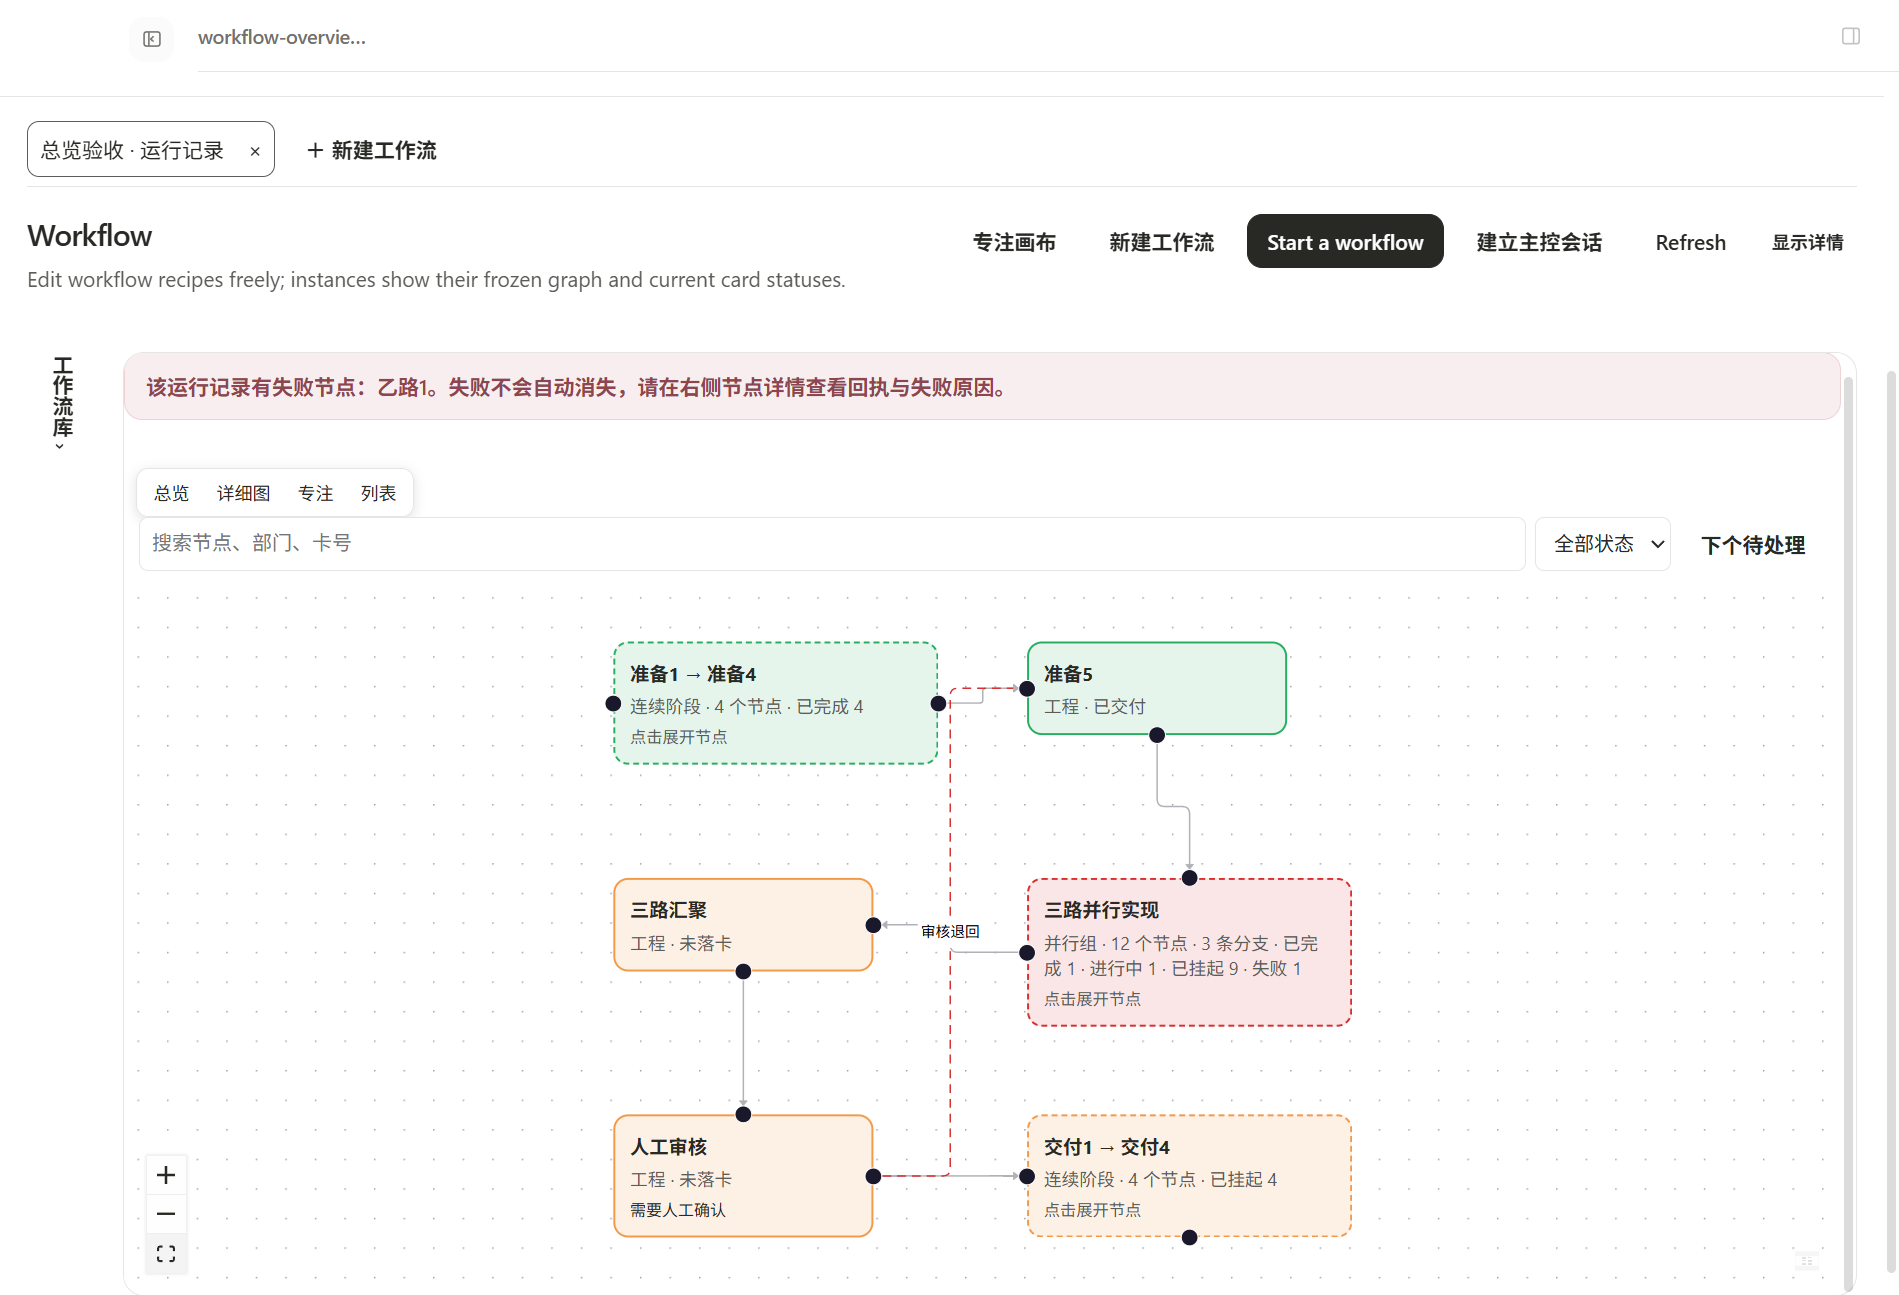 workflow-overvie...
总览验收 · 运行记录 ×
+ 新建工作流
Workflow
Edit workflow recipes freely; instances show their frozen graph and current card statuses.
专注画布
新建工作流
Start a workflow
建立主控会话
Refresh
显示详情
工作流库
该运行记录有失败节点：乙路1。失败不会自动消失，请在右侧节点详情查看回执与失败原因。
总览 详细图 专注 列表
搜索节点、部门、卡号
全部状态
下个待处理
准备1 → 准备4
连续阶段 · 4 个节点 · 已完成 4
点击展开节点
准备5
工程 · 已交付
三路汇聚
工程 · 未落卡
审核退回
三路并行实现
并行组 · 12 个节点 · 3 条分支 · 已完
成 1 · 进行中 1 · 已挂起 9 · 失败 1
点击展开节点
人工审核
工程 · 未落卡
需要人工确认
交付1 → 交付4
连续阶段 · 4 个节点 · 已挂起 4
点击展开节点